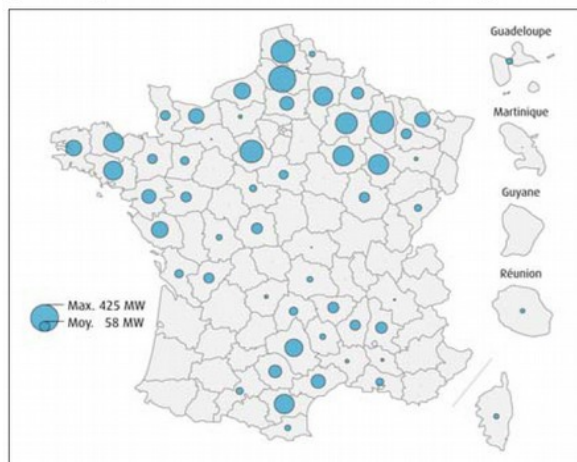 Guadeloupe
Martinique
Guyane
Réunion
Max. 425 MW
Moy. 58 MW